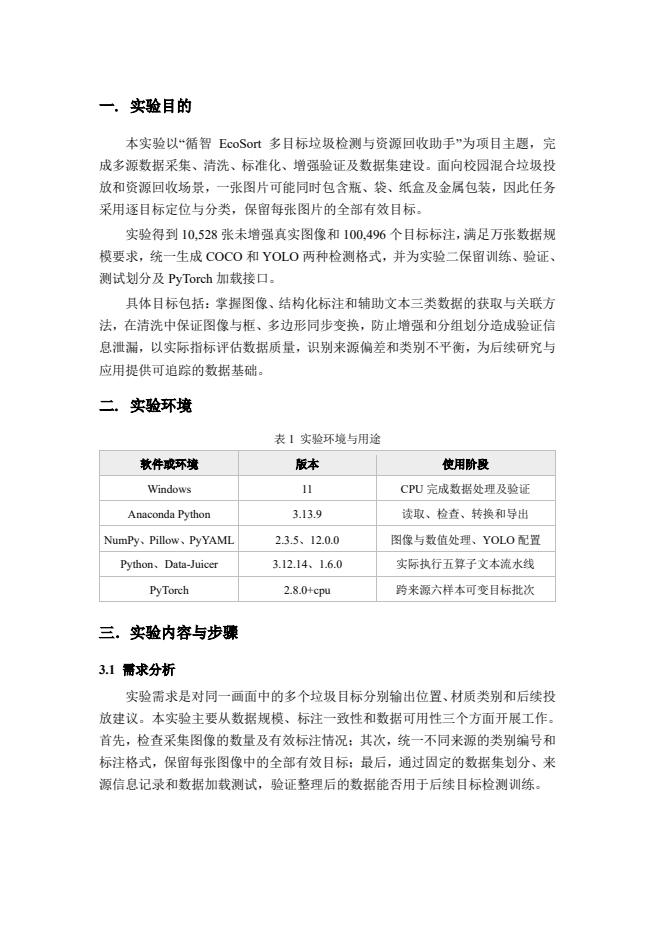 一. 实验目的
本实验以“循智 EcoSort 多目标垃圾检测与资源回收助手”为项目主题，完
成多源数据采集、清洗、标准化、增强验证及数据集建设。面向校园混合垃圾投
放和资源回收场景，一张图片可能同时包含瓶、袋、纸盒及金属包装，因此任务
采用逐目标定位与分类，保留每张图片的全部有效目标。
实验得到 10,528 张未增强真实图像和 100,496 个目标标注，满足万张数据规
模要求，统一生成 COCO 和 YOLO 两种检测格式，并为实验二保留训练、验证、
测试划分及 PyTorch 加载接口。
具体目标包括：掌握图像、结构化标注和辅助文本三类数据的获取与关联方
法，在清洗中保证图像与框、多边形同步变换，防止增强和分组划分造成验证信
息泄漏，以实际指标评估数据质量，识别来源偏差和类别不平衡，为后续研究与
应用提供可追踪的数据基础。
二. 实验环境
表 1 实验环境与用途
软件或环境 版本 使用阶段
Windows 11 CPU 完成数据处理及验证
Anaconda Python 3.13.9 读取、检查、转换和导出
NumPy、Pillow、PyYAML 2.3.5、12.0.0 图像与数值处理、YOLO 配置
Python、Data-Juicer 3.12.14、1.6.0 实际执行五算子文本流水线
PyTorch 2.8.0+cpu 跨来源六样本可变目标批次
三. 实验内容与步骤
3.1 需求分析
实验需求是对同一画面中的多个垃圾目标分别输出位置、材质类别和后续投
放建议。本实验主要从数据规模、标注一致性和数据可用性三个方面开展工作。
首先，检查采集图像的数量及有效标注情况；其次，统一不同来源的类别编号和
标注格式，保留每张图像中的全部有效目标；最后，通过固定的数据集划分、来
源信息记录和数据加载测试，验证整理后的数据能否用于后续目标检测训练。